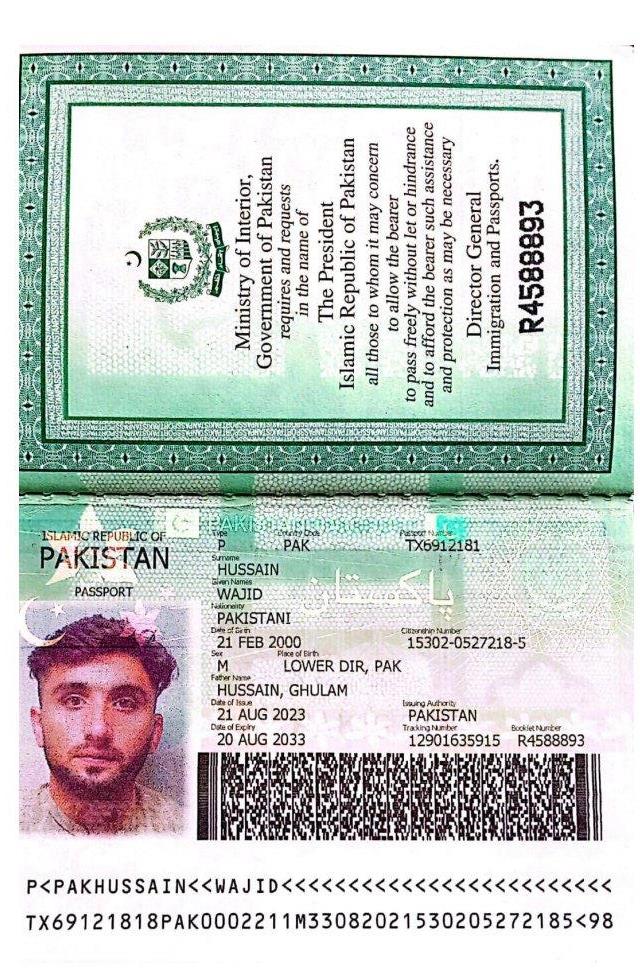 Ministry of Interior,
Government of Pakistan
requires and requests
in the name of
The President
Islamic Republic of Pakistan
all those to whom it may concern
to allow the bearer
to pass freely without let or hindrance
and to afford the bearer such assistance
and protection as may be necessary
Director General
Immigration and Passports.
R4588893
ISLAMIC REPUBLIC OF
PAKISTAN
PASSPORT
Type Country Code Passport Number
P PAK TX6912181
Surname
HUSSAIN
Given Names
WAJID
پاکستان
Nationality
PAKISTANI
Date of Birth Citizenship Number
21 FEB 2000 15302-0527218-5
Sex Place of Birth
M LOWER DIR, PAK
Father Name
HUSSAIN, GHULAM
Date of Issue Issuing Authority
21 AUG 2023 PAKISTAN
Date of Expiry Tracking Number Booklet Number
20 AUG 2033 12901635915 R4588893
P<PAKHUSSAIN<<WAJID<<<<<<<<<<<<<<<<<<<<<<<<<
TX69121818PAK0002211M33082021530205272185<98